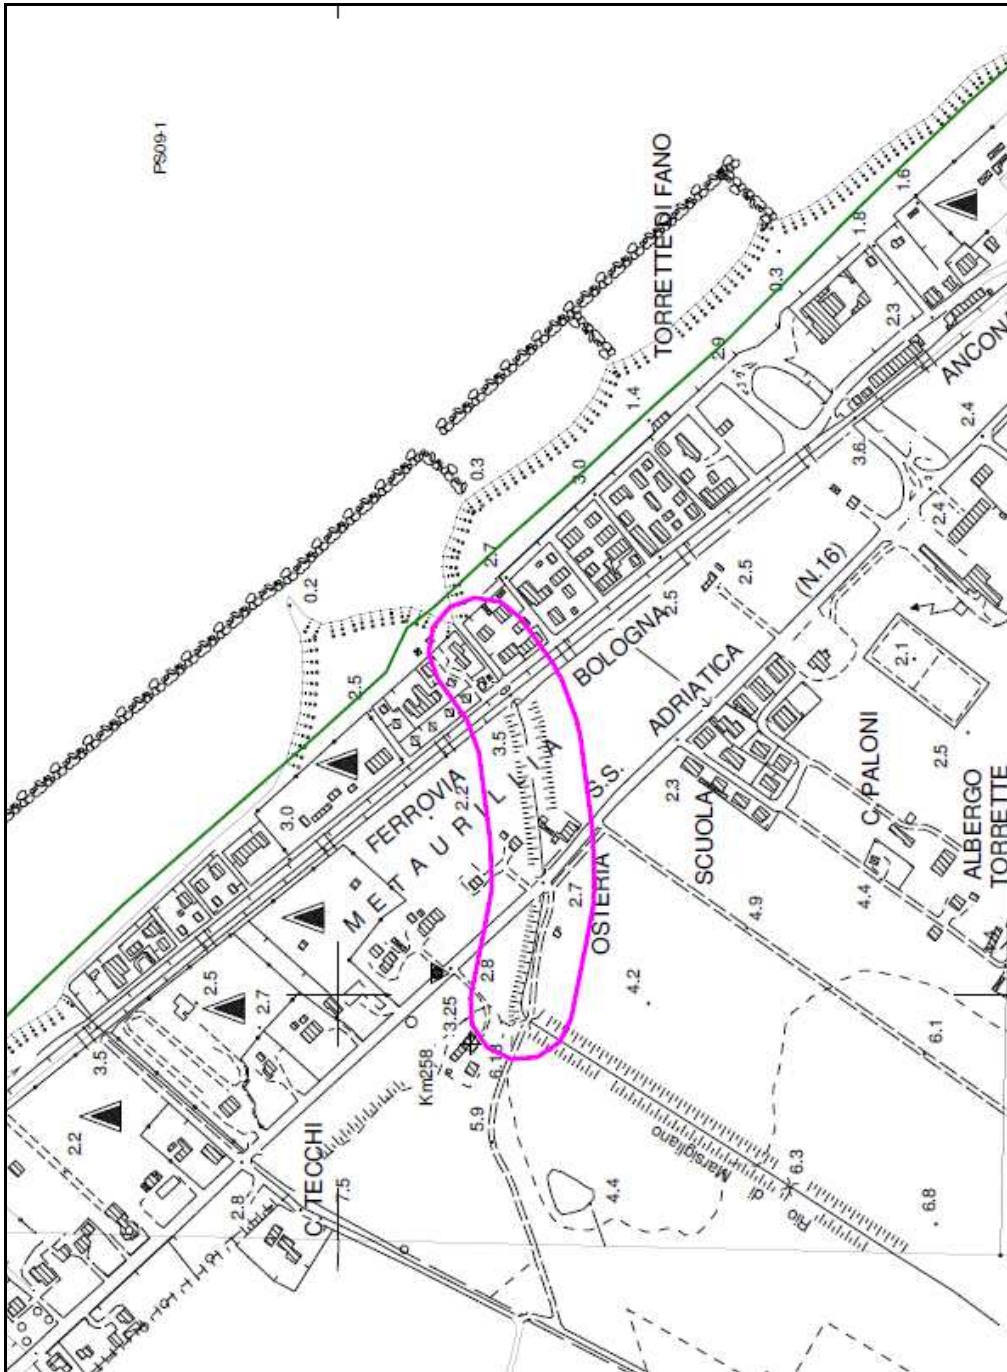 PS09-1
TORRETTE DI FANO
1.6
1.8
0.3
2.3
2.9
ANCON
1.4
2.4
3.6
0.3
3.0
2.4
2.7
2.5
(N.16)
0.2
2.5
BOLOGNA
2.1
2.5
ADRIATICA
3.5
2.5
C. PALONI
FERROVIA
2.2
S.S.
2.3
SCUOLA
ALBERGO
TORRETTE
3.0
METAURILIA
2.7
OSTERIA
4.9
4.4
2.5
2.7
2.8
4.2
6.1
3.25
Km258
3.5
5.9
2.2
Rio di Marsigliano
6.3
C. TECCHI
7.5
4.4
6.8
2.8